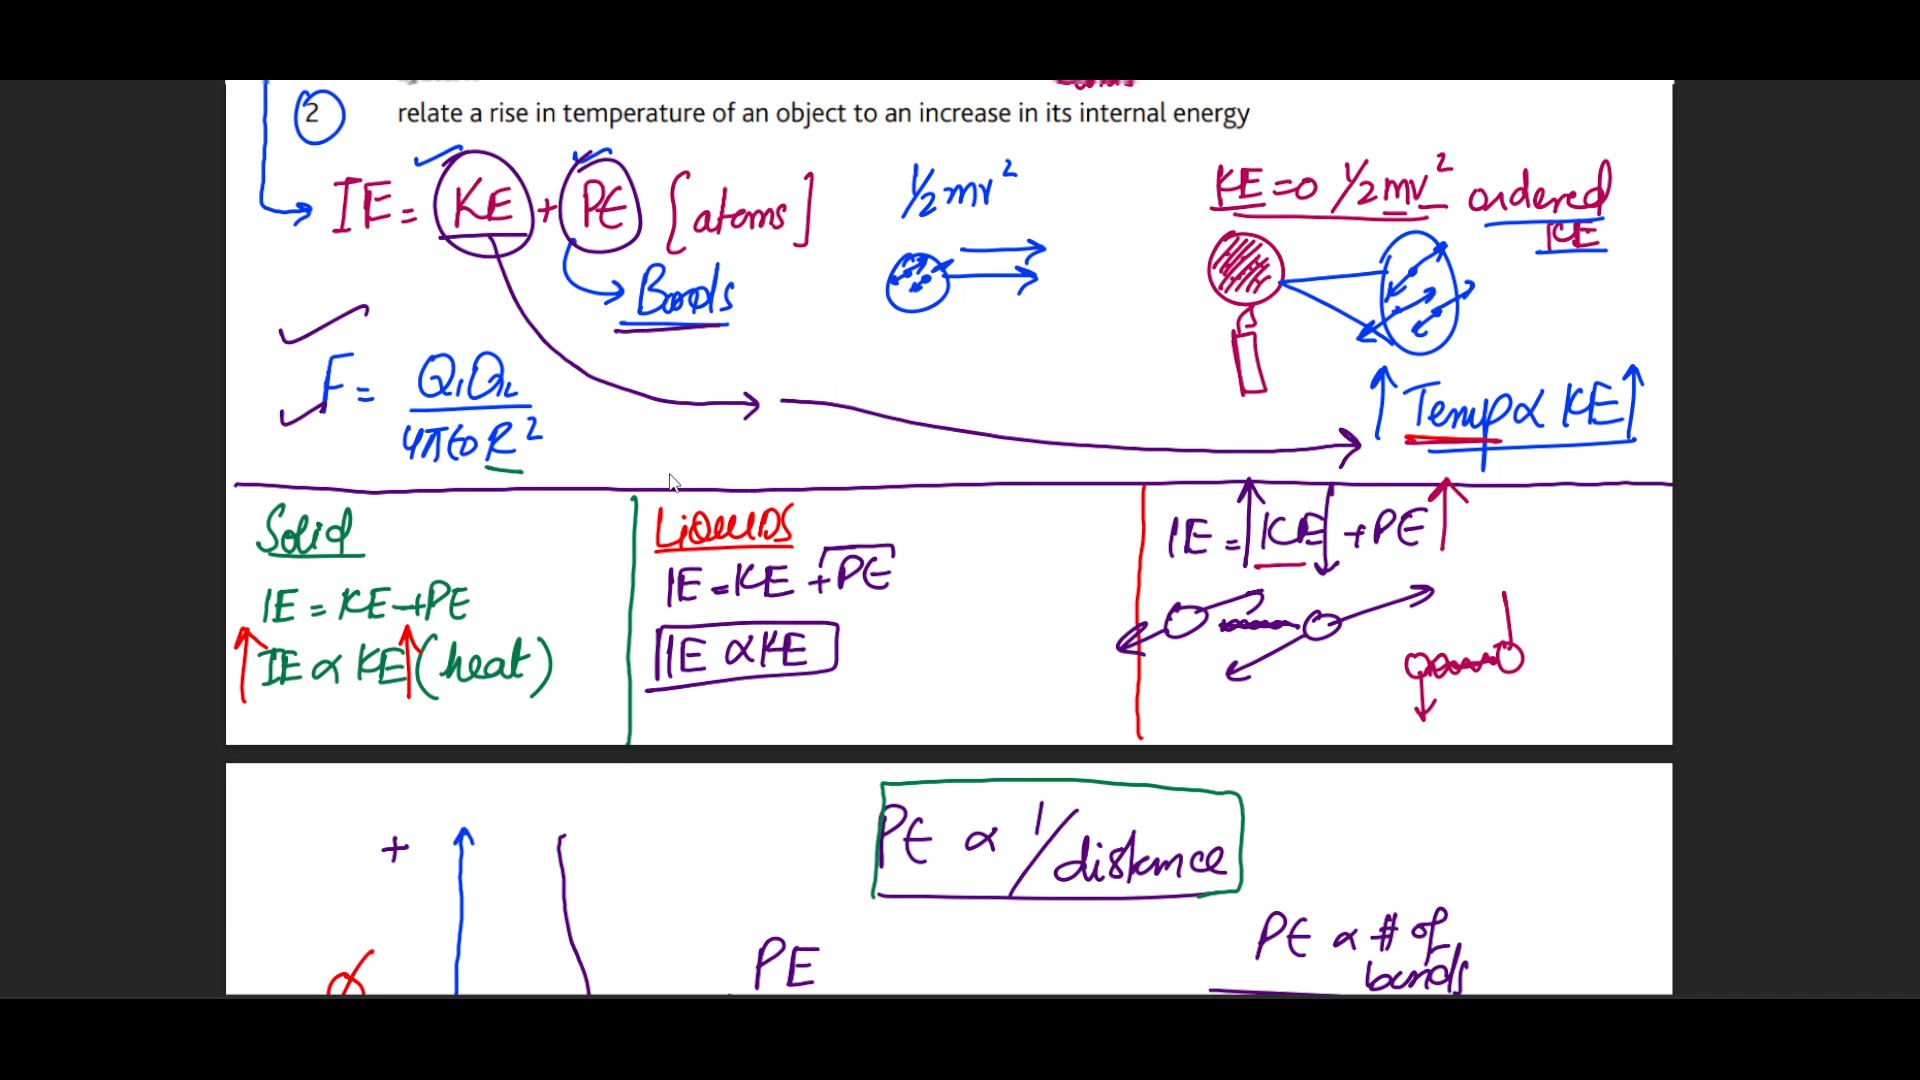 2 relate a rise in temperature of an object to an increase in its internal energy
IE = KE + PE [atoms]
Bonds
1/2mv²
KE=0 1/2mv² ordered
KE
F = Q₁Q₂
4πε₀R²
Temp ∝ KE
Solid
IE = KE + PE
IE ∝ KE (heat)
LIQUIDS
IE = KE + PE
IE ∝ KE
IE = KE + PE
PE ∝ 1/distance
+
PE
PE ∝ # of
bonds